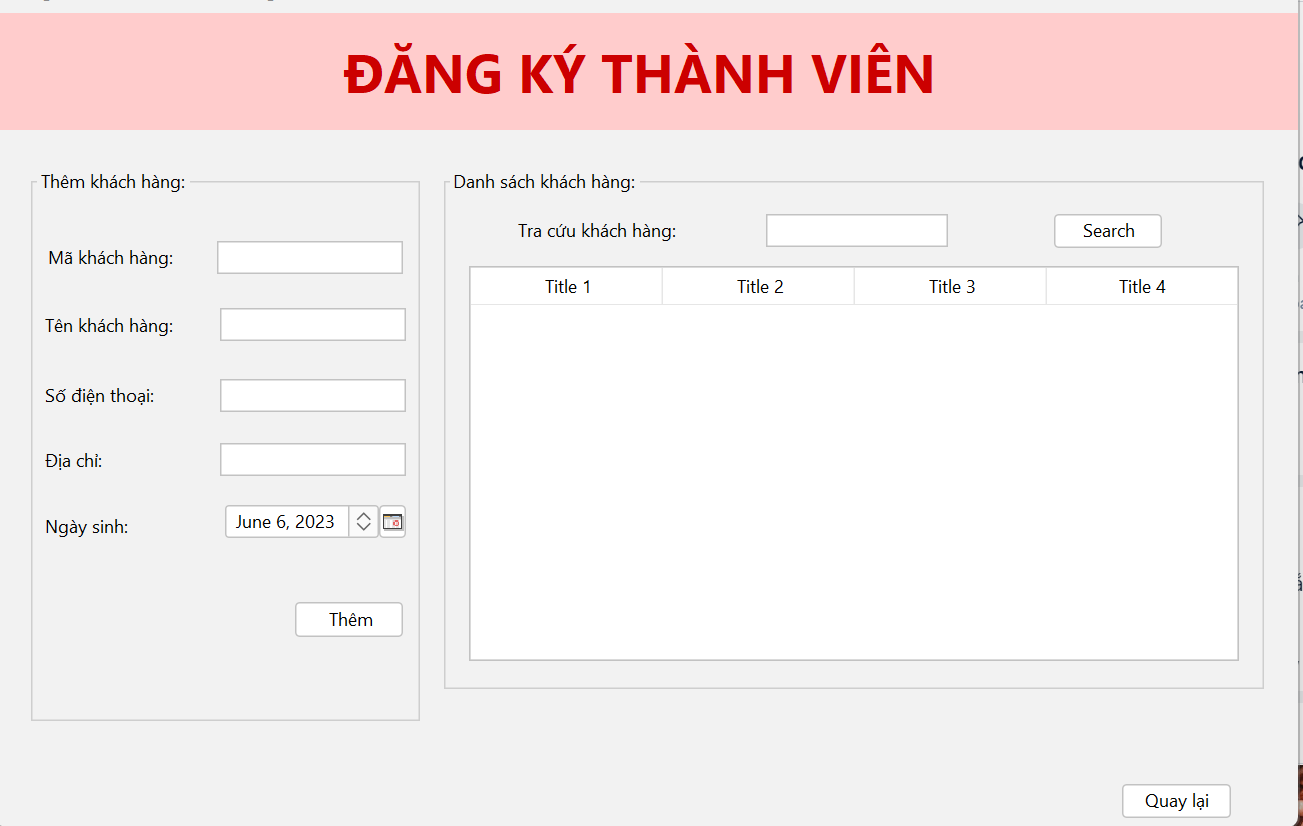 ĐĂNG KÝ THÀNH VIÊN
Thêm khách hàng:
Mã khách hàng:
Tên khách hàng:
Số điện thoại:
Địa chỉ:
Ngày sinh: June 6, 2023
Thêm
Danh sách khách hàng:
Tra cứu khách hàng: Search
Title 1 Title 2 Title 3 Title 4
Quay lại